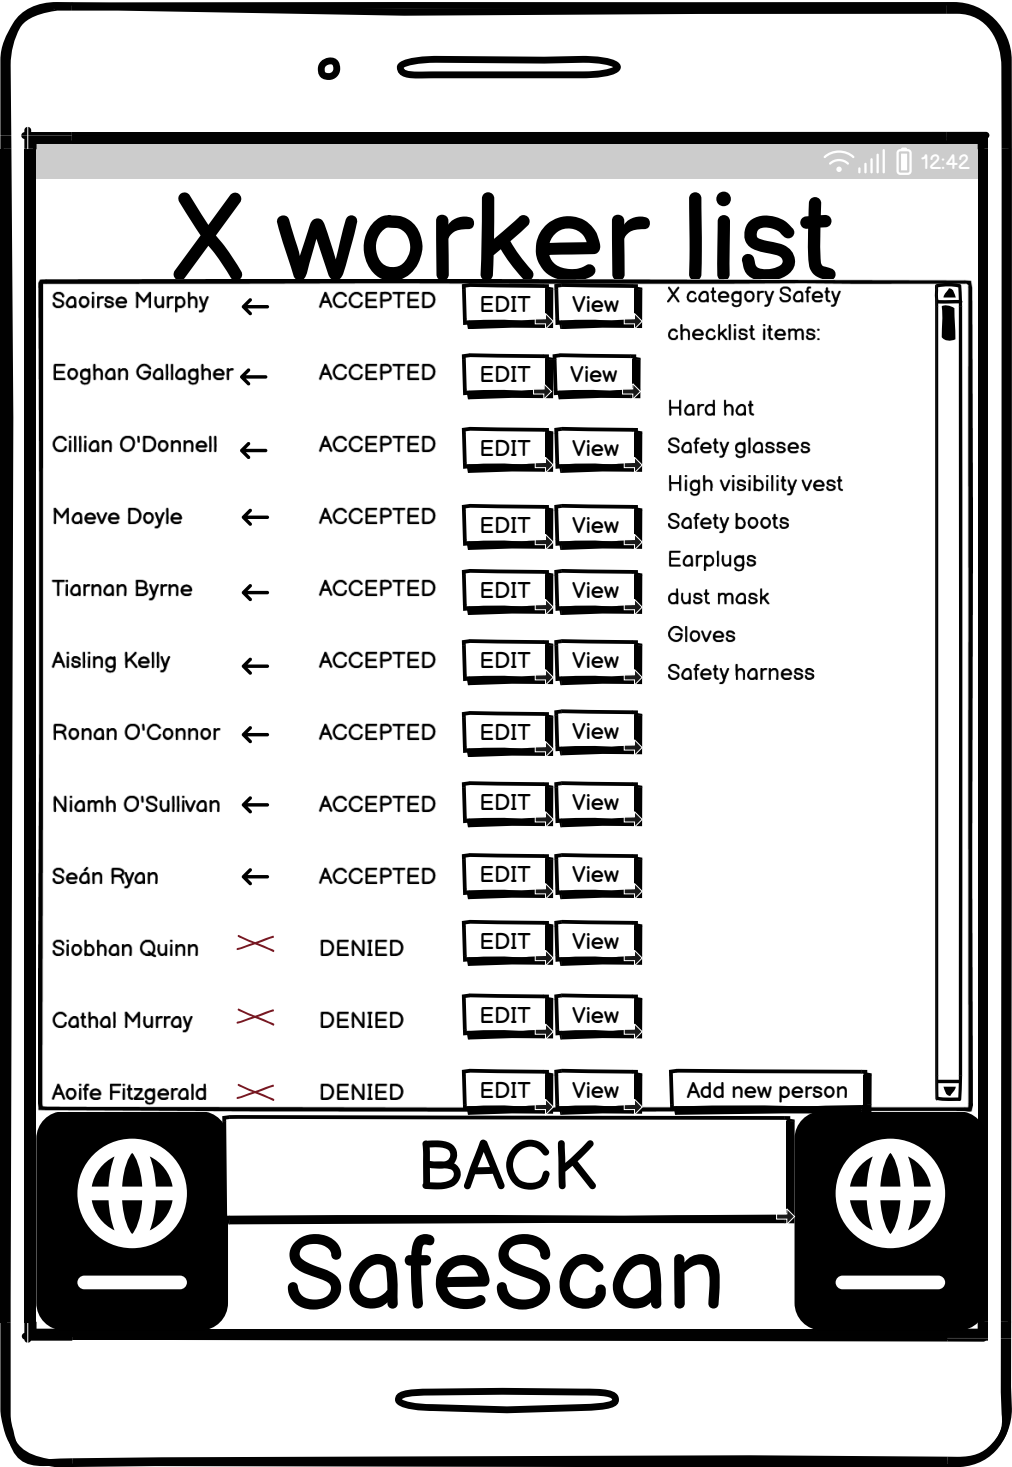 12:42
X worker list
Saoirse Murphy ← ACCEPTED EDIT View
Eoghan Gallagher ← ACCEPTED EDIT View
Cillian O'Donnell ← ACCEPTED EDIT View
Maeve Doyle ← ACCEPTED EDIT View
Tiarnan Byrne ← ACCEPTED EDIT View
Aisling Kelly ← ACCEPTED EDIT View
Ronan O'Connor ← ACCEPTED EDIT View
Niamh O'Sullivan ← ACCEPTED EDIT View
Seán Ryan ← ACCEPTED EDIT View
Siobhan Quinn DENIED EDIT View
Cathal Murray DENIED EDIT View
Aoife Fitzgerald DENIED EDIT View
X category Safety
checklist items:
Hard hat
Safety glasses
High visibility vest
Safety boots
Earplugs
dust mask
Gloves
Safety harness
Add new person
BACK
SafeScan